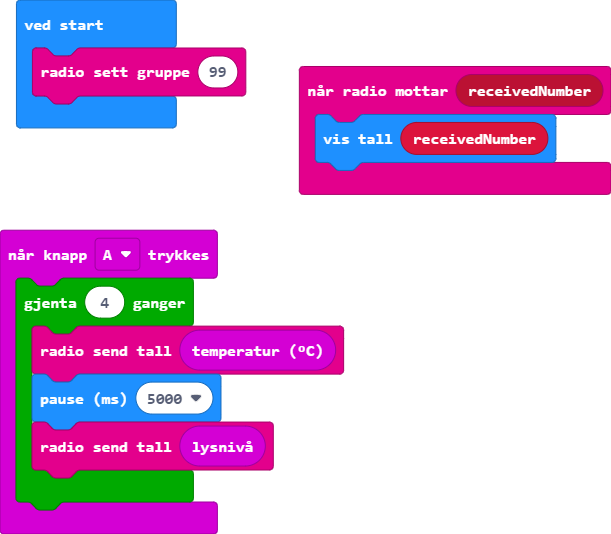 ved start
radio sett gruppe 99
når radio mottar receivedNumber
vis tall receivedNumber
når knapp A trykkes
gjenta 4 ganger
radio send tall temperatur (°C)
pause (ms) 5000
radio send tall lysnivå